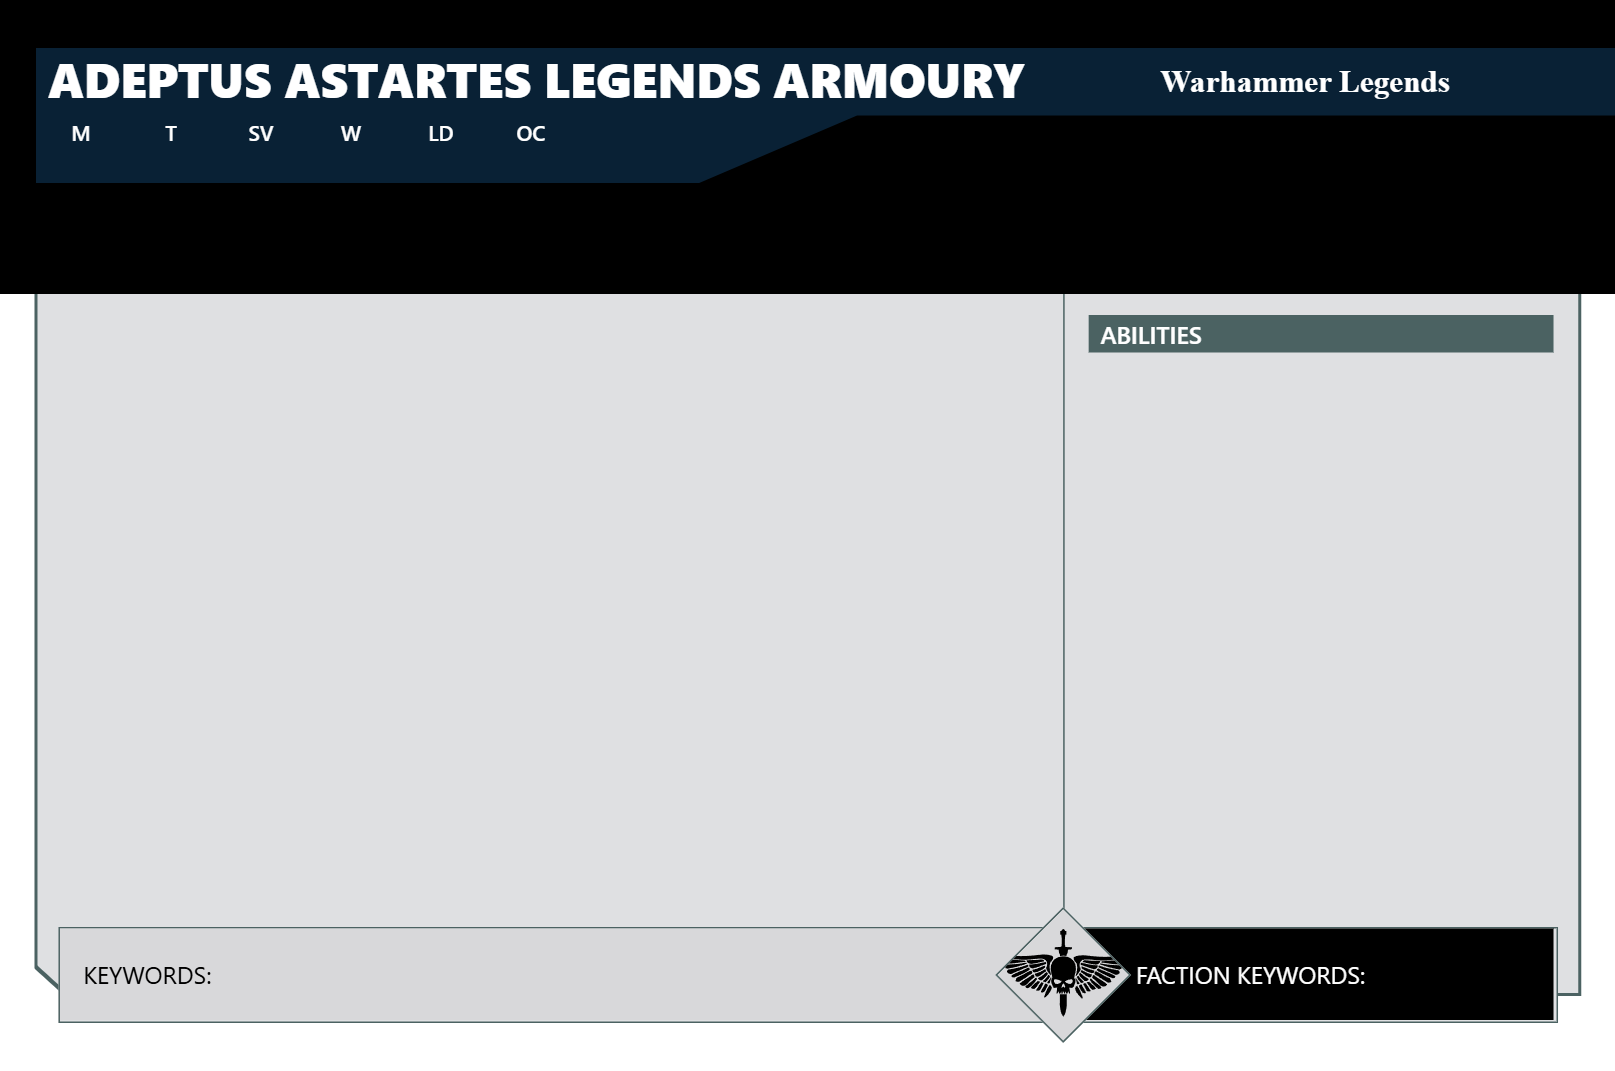 ADEPTUS ASTARTES LEGENDS ARMOURY
Warhammer Legends
M T SV W LD OC
ABILITIES
KEYWORDS:
FACTION KEYWORDS: